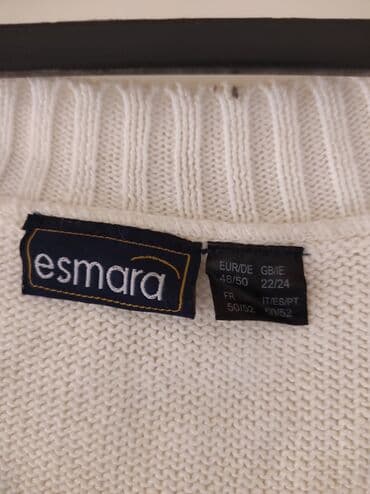 esmara
EUR/DE GB/IE
48/50 22/24
FR IT/ES/PT
50/52 50/52